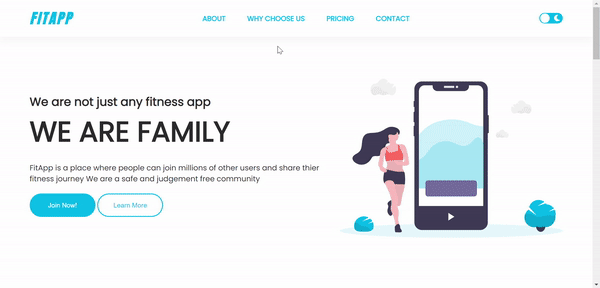 FITAPP
ABOUT WHY CHOOSE US PRICING CONTACT
We are not just any fitness app
WE ARE FAMILY
FitApp is a place where people can join millions of other users and share thier
fitness journey We are a safe and judgement free community
Join Now! Learn More